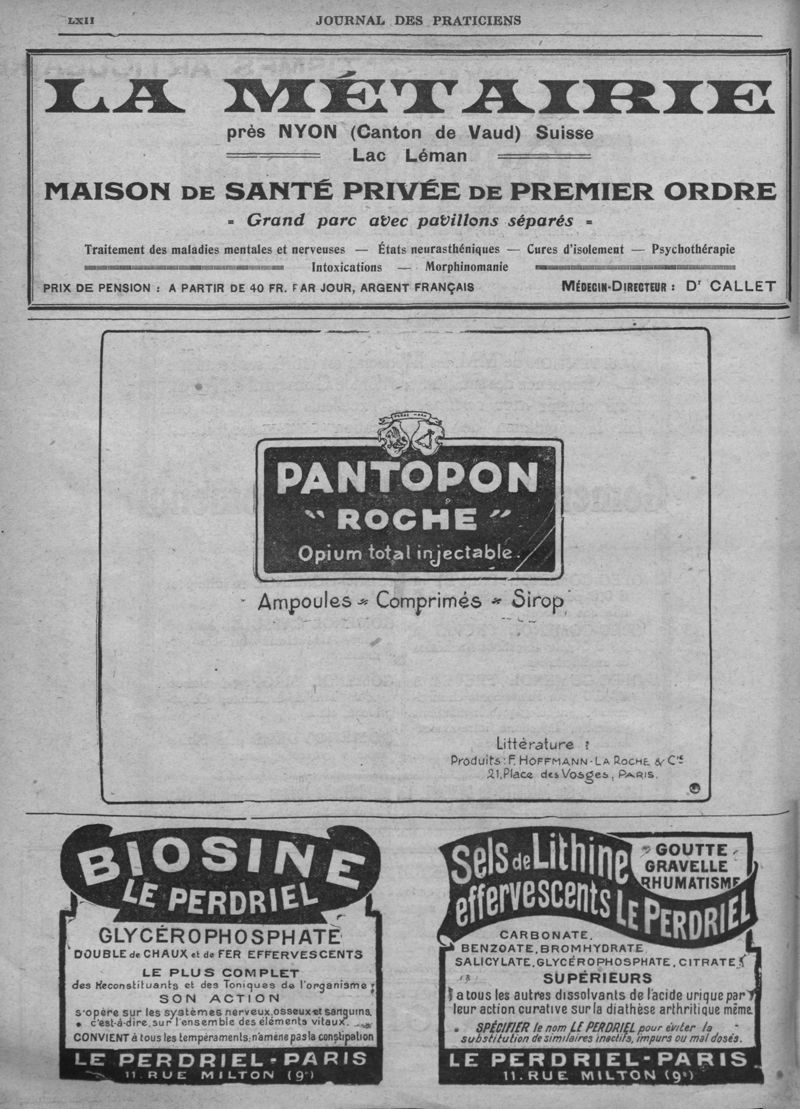 LXII
JOURNAL DES PRATICIENS
LA MÉTAIRIE
près NYON (Canton de Vaud) Suisse
Lac Léman
MAISON DE SANTÉ PRIVÉE DE PREMIER ORDRE
Grand parc avec pavillons séparés
Traitement des maladies mentales et nerveuses — États neurasthéniques — Cures d'isolement — Psychothérapie
Intoxications — Morphinomanie
PRIX DE PENSION : A PARTIR DE 40 FR. PAR JOUR, ARGENT FRANÇAIS
MÉDECIN-DIRECTEUR : Dr CALLET
PANTOPON
"ROCHE"
Opium total injectable.
Ampoules - Comprimés - Sirop
Littérature :
Produits : F. HOFFMANN-LA ROCHE & Cie
21, Place des Vosges, PARIS.
BIOSINE
LE PERDRIEL
GLYCÉROPHOSPHATE
DOUBLE de CHAUX et de FER EFFERVESCENTS
LE PLUS COMPLET
des Reconstituants et des Toniques de l'organisme
SON ACTION
s'opère sur les systèmes nerveux, osseux et sanguins,
c'est-à-dire, sur l'ensemble des éléments vitaux.
CONVIENT à tous les tempéraments; n'amène pas la constipation
LE PERDRIEL-PARIS
11. RUE MILTON (9e)
Sels de Lithine
effervescents LE PERDRIEL
GOUTTE
GRAVELLE
RHUMATISME
CARBONATE,
BENZOATE, BROMHYDRATE,
SALICYLATE, GLYCÉROPHOSPHATE, CITRATE
SUPÉRIEURS
a tous les autres dissolvants de l'acide urique par
leur action curative sur la diathèse arthritique même
SPÉCIFIER le nom LE PERDRIEL pour éviter la
substitution de similaires inactifs, impurs ou mal dosés.
LE PERDRIEL-PARIS
11. RUE MILTON (9e)